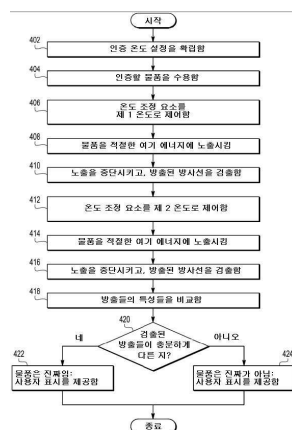 시작
402
인증 온도 설정을 확립함
404
인증할 물품을 수용함
406
온도 조정 요소를
제 1 온도로 제어함
408
물품을 적절한 여기 에너지에 노출시킴
410
노출을 중단시키고, 방출된 방사선을 검출함
412
온도 조정 요소를 제 2 온도로 제어함
414
물품을 적절한 여기 에너지에 노출시킴
416
노출을 중단시키고, 방출된 방사선을 검출함
418
방출들의 특성들을 비교함
420
검출된
방출들이 충분하게
다른 지?
네
아니오
422
물품은 진짜임:
사용자 표시를 제공함
424
물품은 진짜가 아님:
사용자 표시를 제공함
종료